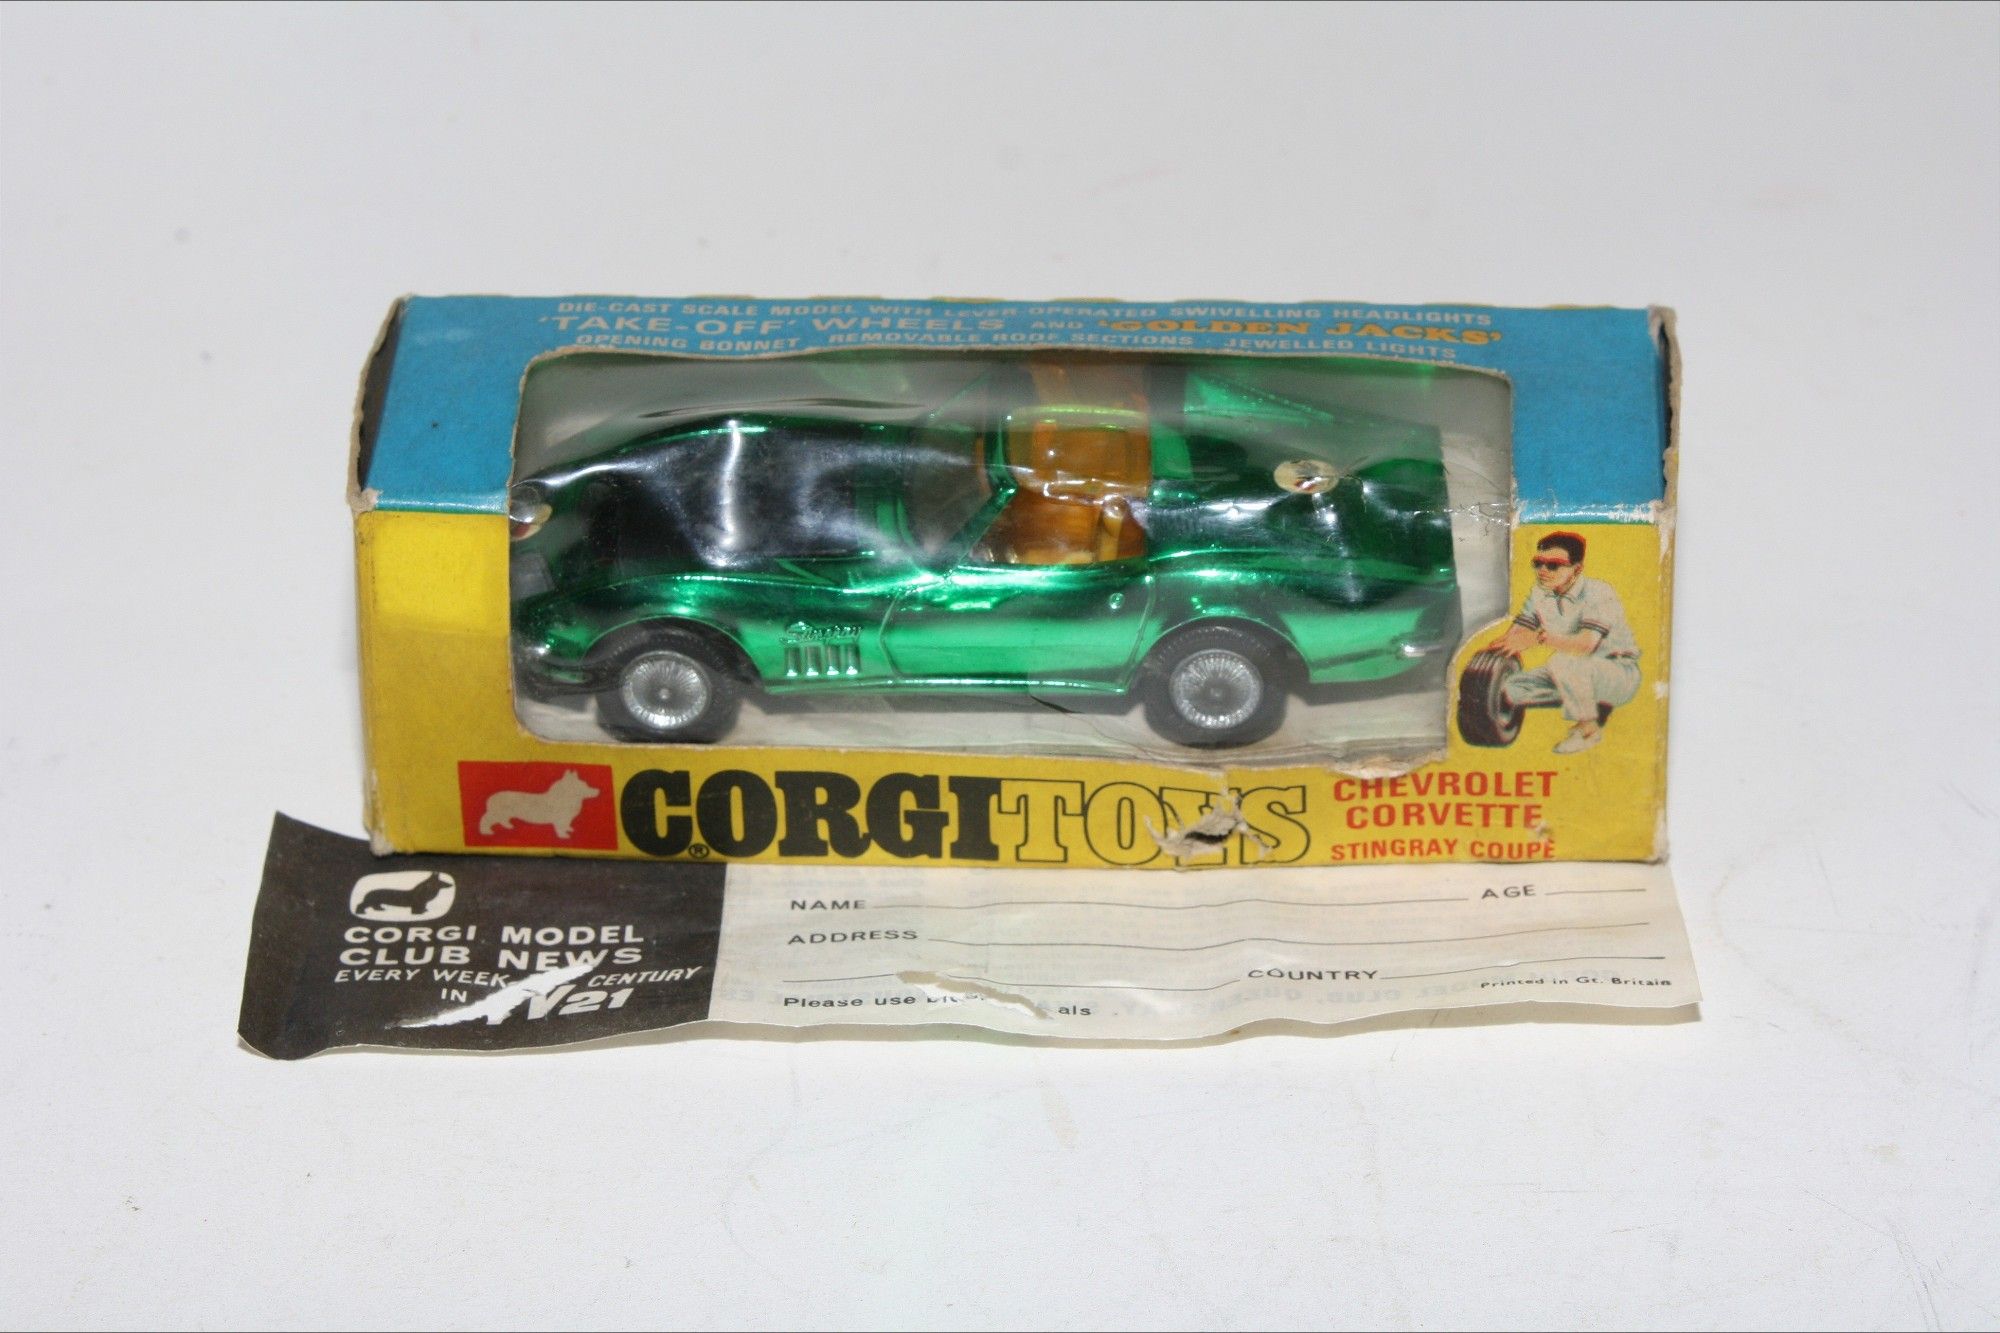 DIE-CAST SCALE MODEL WITH LEVER-OPERATED SWIVELLING HEADLIGHTS
'TAKE-OFF' WHEELS AND 'GOLDEN JACKS'
OPENING BONNET · REMOVABLE ROOF SECTIONS · JEWELLED LIGHTS
Stingray
CORGI TOYS
®
CHEVROLET
CORVETTE
STINGRAY COUPE
CORGI MODEL
CLUB NEWS
EVERY WEEK CENTURY
IN TV21
NAME AGE
ADDRESS
COUNTRY
Please use als
Printed in Gt. Britain